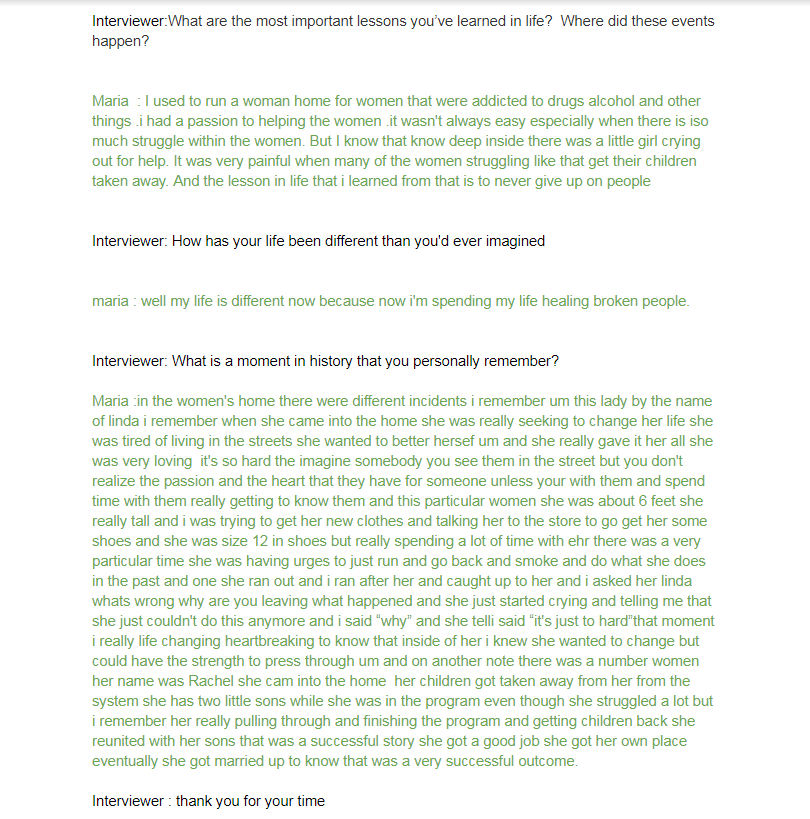 Interviewer:What are the most important lessons you've learned in life?  Where did these events
happen?
Maria  : I used to run a woman home for women that were addicted to drugs alcohol and other
things .i had a passion to helping the women .it wasn't always easy especially when there is iso
much struggle within the women. But I know that know deep inside there was a little girl crying
out for help. It was very painful when many of the women struggling like that get their children
taken away. And the lesson in life that i learned from that is to never give up on people
Interviewer: How has your life been different than you'd ever imagined
maria : well my life is different now because now i'm spending my life healing broken people.
Interviewer: What is a moment in history that you personally remember?
Maria :in the women's home there were different incidents i remember um this lady by the name
of linda i remember when she came into the home she was really seeking to change her life she
was tired of living in the streets she wanted to better hersef um and she really gave it her all she
was very loving  it's so hard the imagine somebody you see them in the street but you don't
realize the passion and the heart that they have for someone unless your with them and spend
time with them really getting to know them and this particular women she was about 6 feet she
really tall and i was trying to get her new clothes and talking her to the store to go get her some
shoes and she was size 12 in shoes but really spending a lot of time with ehr there was a very
particular time she was having urges to just run and go back and smoke and do what she does
in the past and one she ran out and i ran after her and caught up to her and i asked her linda
whats wrong why are you leaving what happened and she just started crying and telling me that
she just couldn't do this anymore and i said “why” and she telli said “it's just to hard”that moment
i really life changing heartbreaking to know that inside of her i knew she wanted to change but
could have the strength to press through um and on another note there was a number women
her name was Rachel she cam into the home  her children got taken away from her from the
system she has two little sons while she was in the program even though she struggled a lot but
i remember her really pulling through and finishing the program and getting children back she
reunited with her sons that was a successful story she got a good job she got her own place
eventually she got married up to know that was a very successful outcome.
Interviewer : thank you for your time